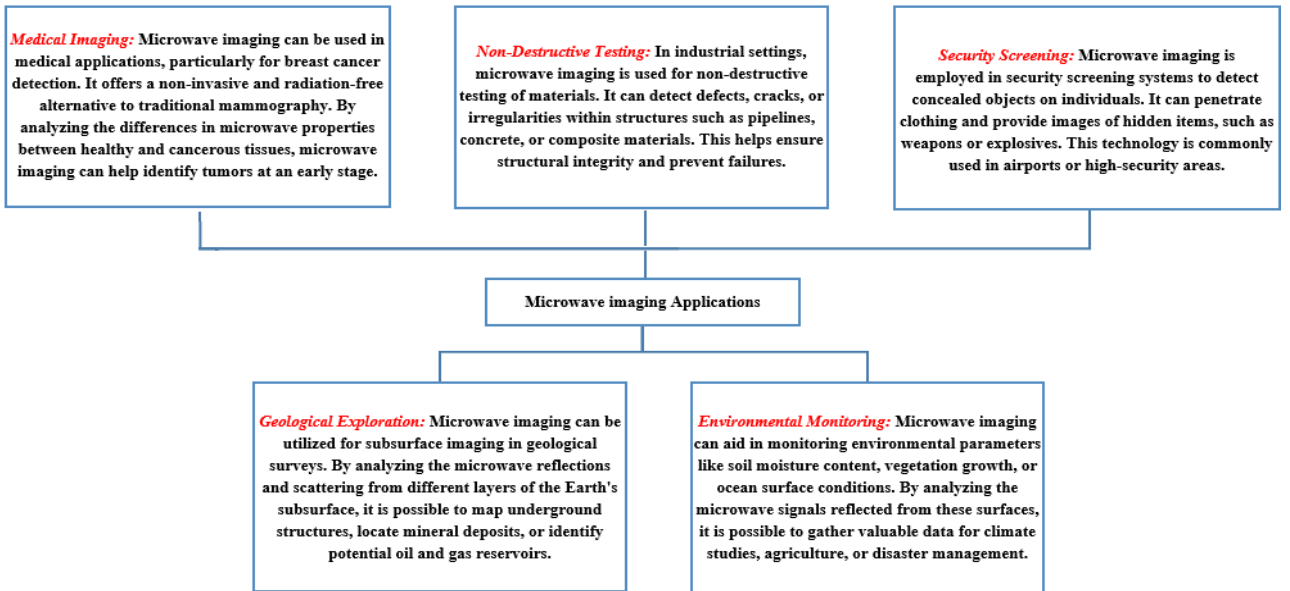 Medical Imaging: Microwave imaging can be used in
medical applications, particularly for breast cancer
detection. It offers a non-invasive and radiation-free
alternative to traditional mammography. By
analyzing the differences in microwave properties
between healthy and cancerous tissues, microwave
imaging can help identify tumors at an early stage.
Non-Destructive Testing: In industrial settings,
microwave imaging is used for non-destructive
testing of materials. It can detect defects, cracks, or
irregularities within structures such as pipelines,
concrete, or composite materials. This helps ensure
structural integrity and prevent failures.
Security Screening: Microwave imaging is
employed in security screening systems to detect
concealed objects on individuals. It can penetrate
clothing and provide images of hidden items, such as
weapons or explosives. This technology is commonly
used in airports or high-security areas.
Microwave imaging Applications
Geological Exploration: Microwave imaging can be
utilized for subsurface imaging in geological
surveys. By analyzing the microwave reflections
and scattering from different layers of the Earth's
subsurface, it is possible to map underground
structures, locate mineral deposits, or identify
potential oil and gas reservoirs.
Environmental Monitoring: Microwave imaging
can aid in monitoring environmental parameters
like soil moisture content, vegetation growth, or
ocean surface conditions. By analyzing the
microwave signals reflected from these surfaces,
it is possible to gather valuable data for climate
studies, agriculture, or disaster management.